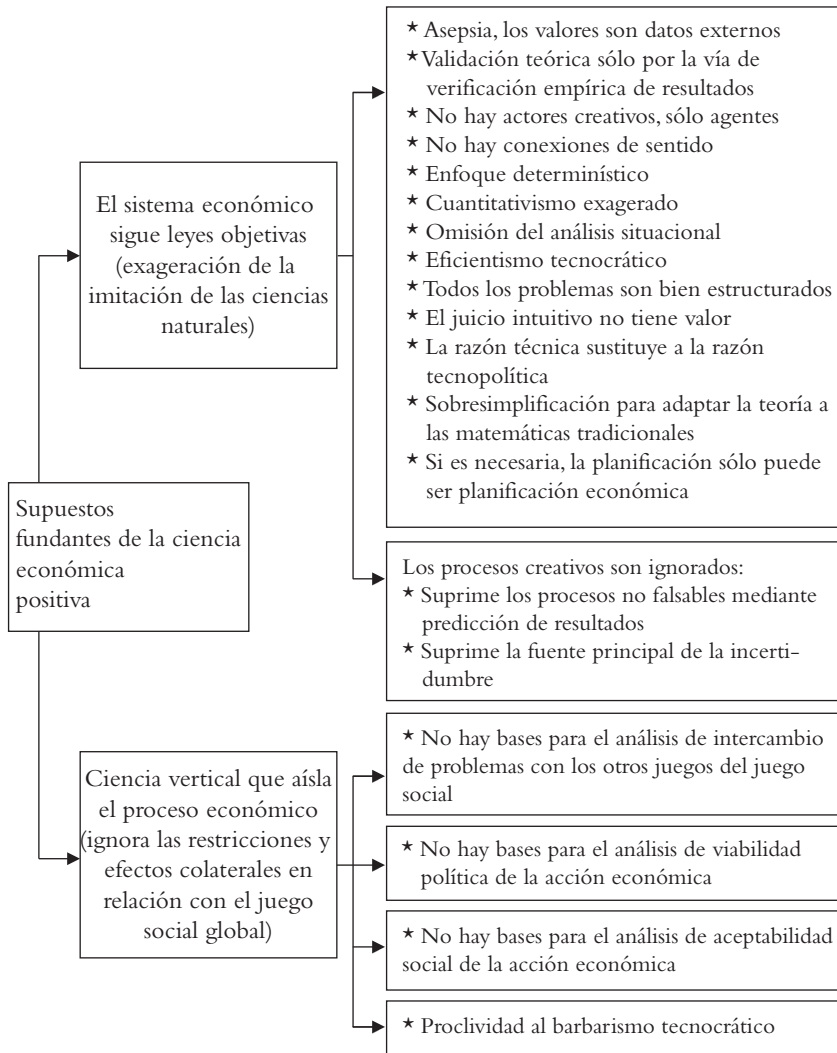 Supuestos
fundantes de la ciencia
económica
positiva
El sistema económico
sigue leyes objetivas
(exageración de la
imitación de las ciencias
naturales)
★ Asepsia, los valores son datos externos
★ Validación teórica sólo por la vía de
verificación empírica de resultados
★ No hay actores creativos, sólo agentes
★ No hay conexiones de sentido
★ Enfoque determinístico
★ Cuantitativismo exagerado
★ Omisión del análisis situacional
★ Eficientismo tecnocrático
★ Todos los problemas son bien estructurados
★ El juicio intuitivo no tiene valor
★ La razón técnica sustituye a la razón
tecnopolítica
★ Sobresimplificación para adaptar la teoría a
las matemáticas tradicionales
★ Si es necesaria, la planificación sólo puede
ser planificación económica
Los procesos creativos son ignorados:
★ Suprime los procesos no falsables mediante
predicción de resultados
★ Suprime la fuente principal de la incerti-
dumbre
Ciencia vertical que aísla
el proceso económico
(ignora las restricciones y
efectos colaterales en
relación con el juego
social global)
★ No hay bases para el análisis de intercambio
de problemas con los otros juegos del juego
social
★ No hay bases para el análisis de viabilidad
política de la acción económica
★ No hay bases para el análisis de aceptabilidad
social de la acción económica
★ Proclividad al barbarismo tecnocrático